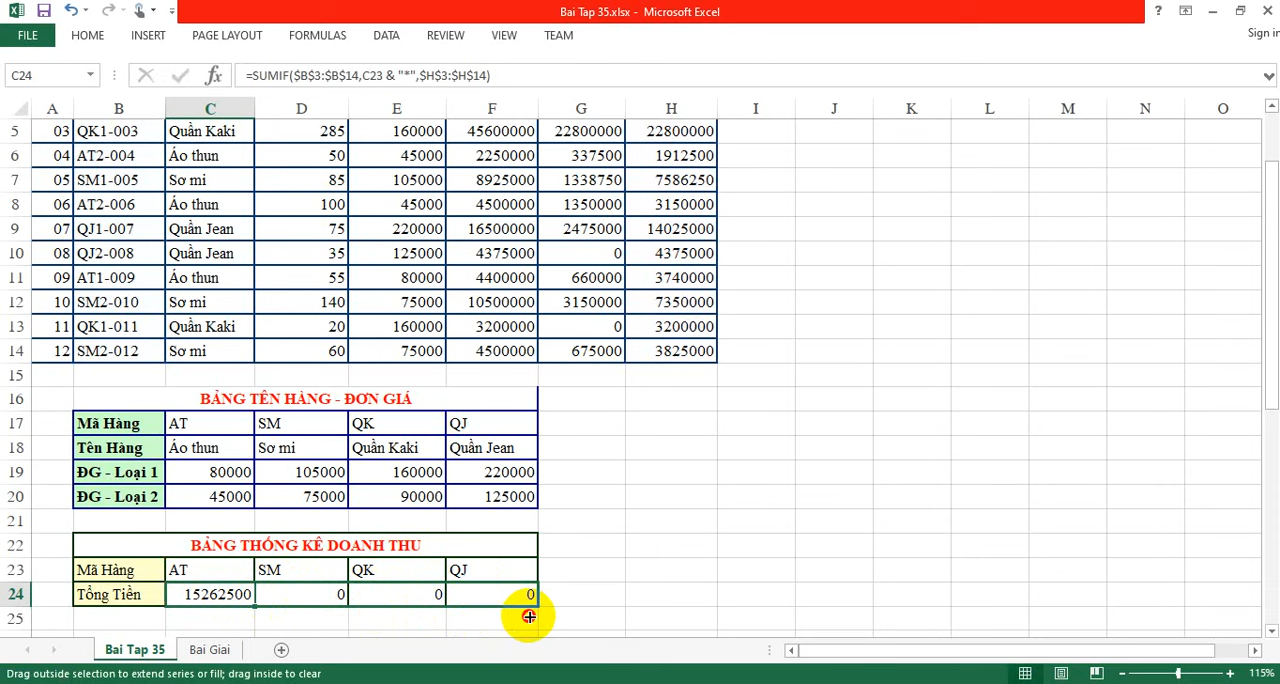 Bai Tap 35.xlsx - Microsoft Excel
?
FILE HOME INSERT PAGE LAYOUT FORMULAS DATA REVIEW VIEW TEAM Sign in
C24 fx =SUMIF($B$3:$B$14,C23 & "*",$H$3:$H$14)
A B C D E F G H I J K L M N O
5 03 QK1-003 Quần Kaki 285 160000 45600000 22800000 22800000
6 04 AT2-004 Áo thun 50 45000 2250000 337500 1912500
7 05 SM1-005 Sơ mi 85 105000 8925000 1338750 7586250
8 06 AT2-006 Áo thun 100 45000 4500000 1350000 3150000
9 07 QJ1-007 Quần Jean 75 220000 16500000 2475000 14025000
10 08 QJ2-008 Quần Jean 35 125000 4375000 0 4375000
11 09 AT1-009 Áo thun 55 80000 4400000 660000 3740000
12 10 SM2-010 Sơ mi 140 75000 10500000 3150000 7350000
13 11 QK1-011 Quần Kaki 20 160000 3200000 0 3200000
14 12 SM2-012 Sơ mi 60 75000 4500000 675000 3825000
15
16 BẢNG TÊN HÀNG - ĐƠN GIÁ
17 Mã Hàng AT SM QK QJ
18 Tên Hàng Áo thun Sơ mi Quần Kaki Quần Jean
19 ĐG - Loại 1 80000 105000 160000 220000
20 ĐG - Loại 2 45000 75000 90000 125000
21
22 BẢNG THỐNG KÊ DOANH THU
23 Mã Hàng AT SM QK QJ
24 Tổng Tiền 15262500 0 0 0
25
Bai Tap 35 Bai Giai
Drag outside selection to extend series or fill; drag inside to clear 115%